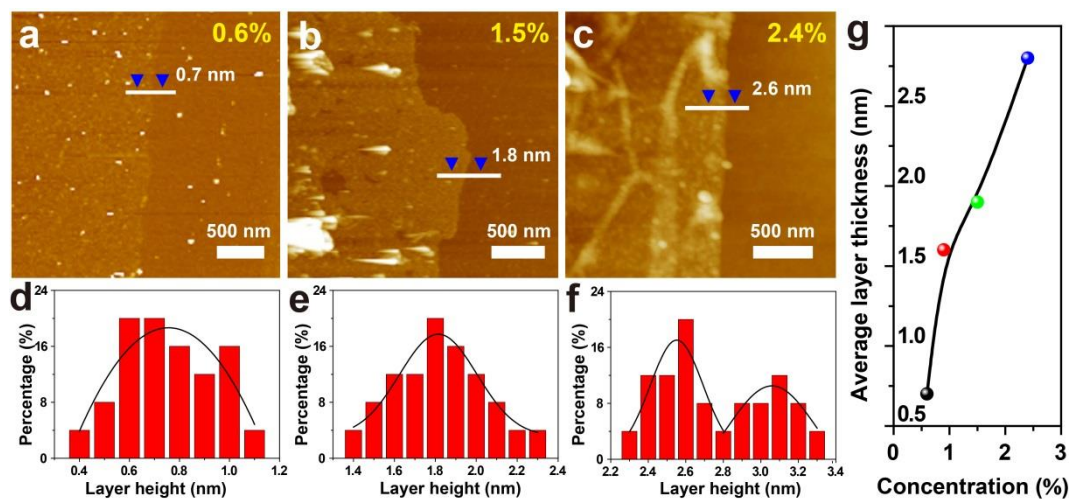 a
0.6%
0.7 nm
500 nm
b
1.5%
1.8 nm
500 nm
c
2.4%
2.6 nm
500 nm
d
Percentage (%)
24
16
8
0
0.4 0.6 0.8 1.0 1.2
Layer height (nm)
e
Percentage (%)
24
16
8
0
1.4 1.6 1.8 2.0 2.2 2.4
Layer height (nm)
f
Percentage (%)
24
16
8
0
2.2 2.4 2.6 2.8 3.0 3.2 3.4
Layer height (nm)
g
Average layer thickness (nm)
2.5
2.0
1.5
1.0
0.5
0 1 2 3
Concentration (%)